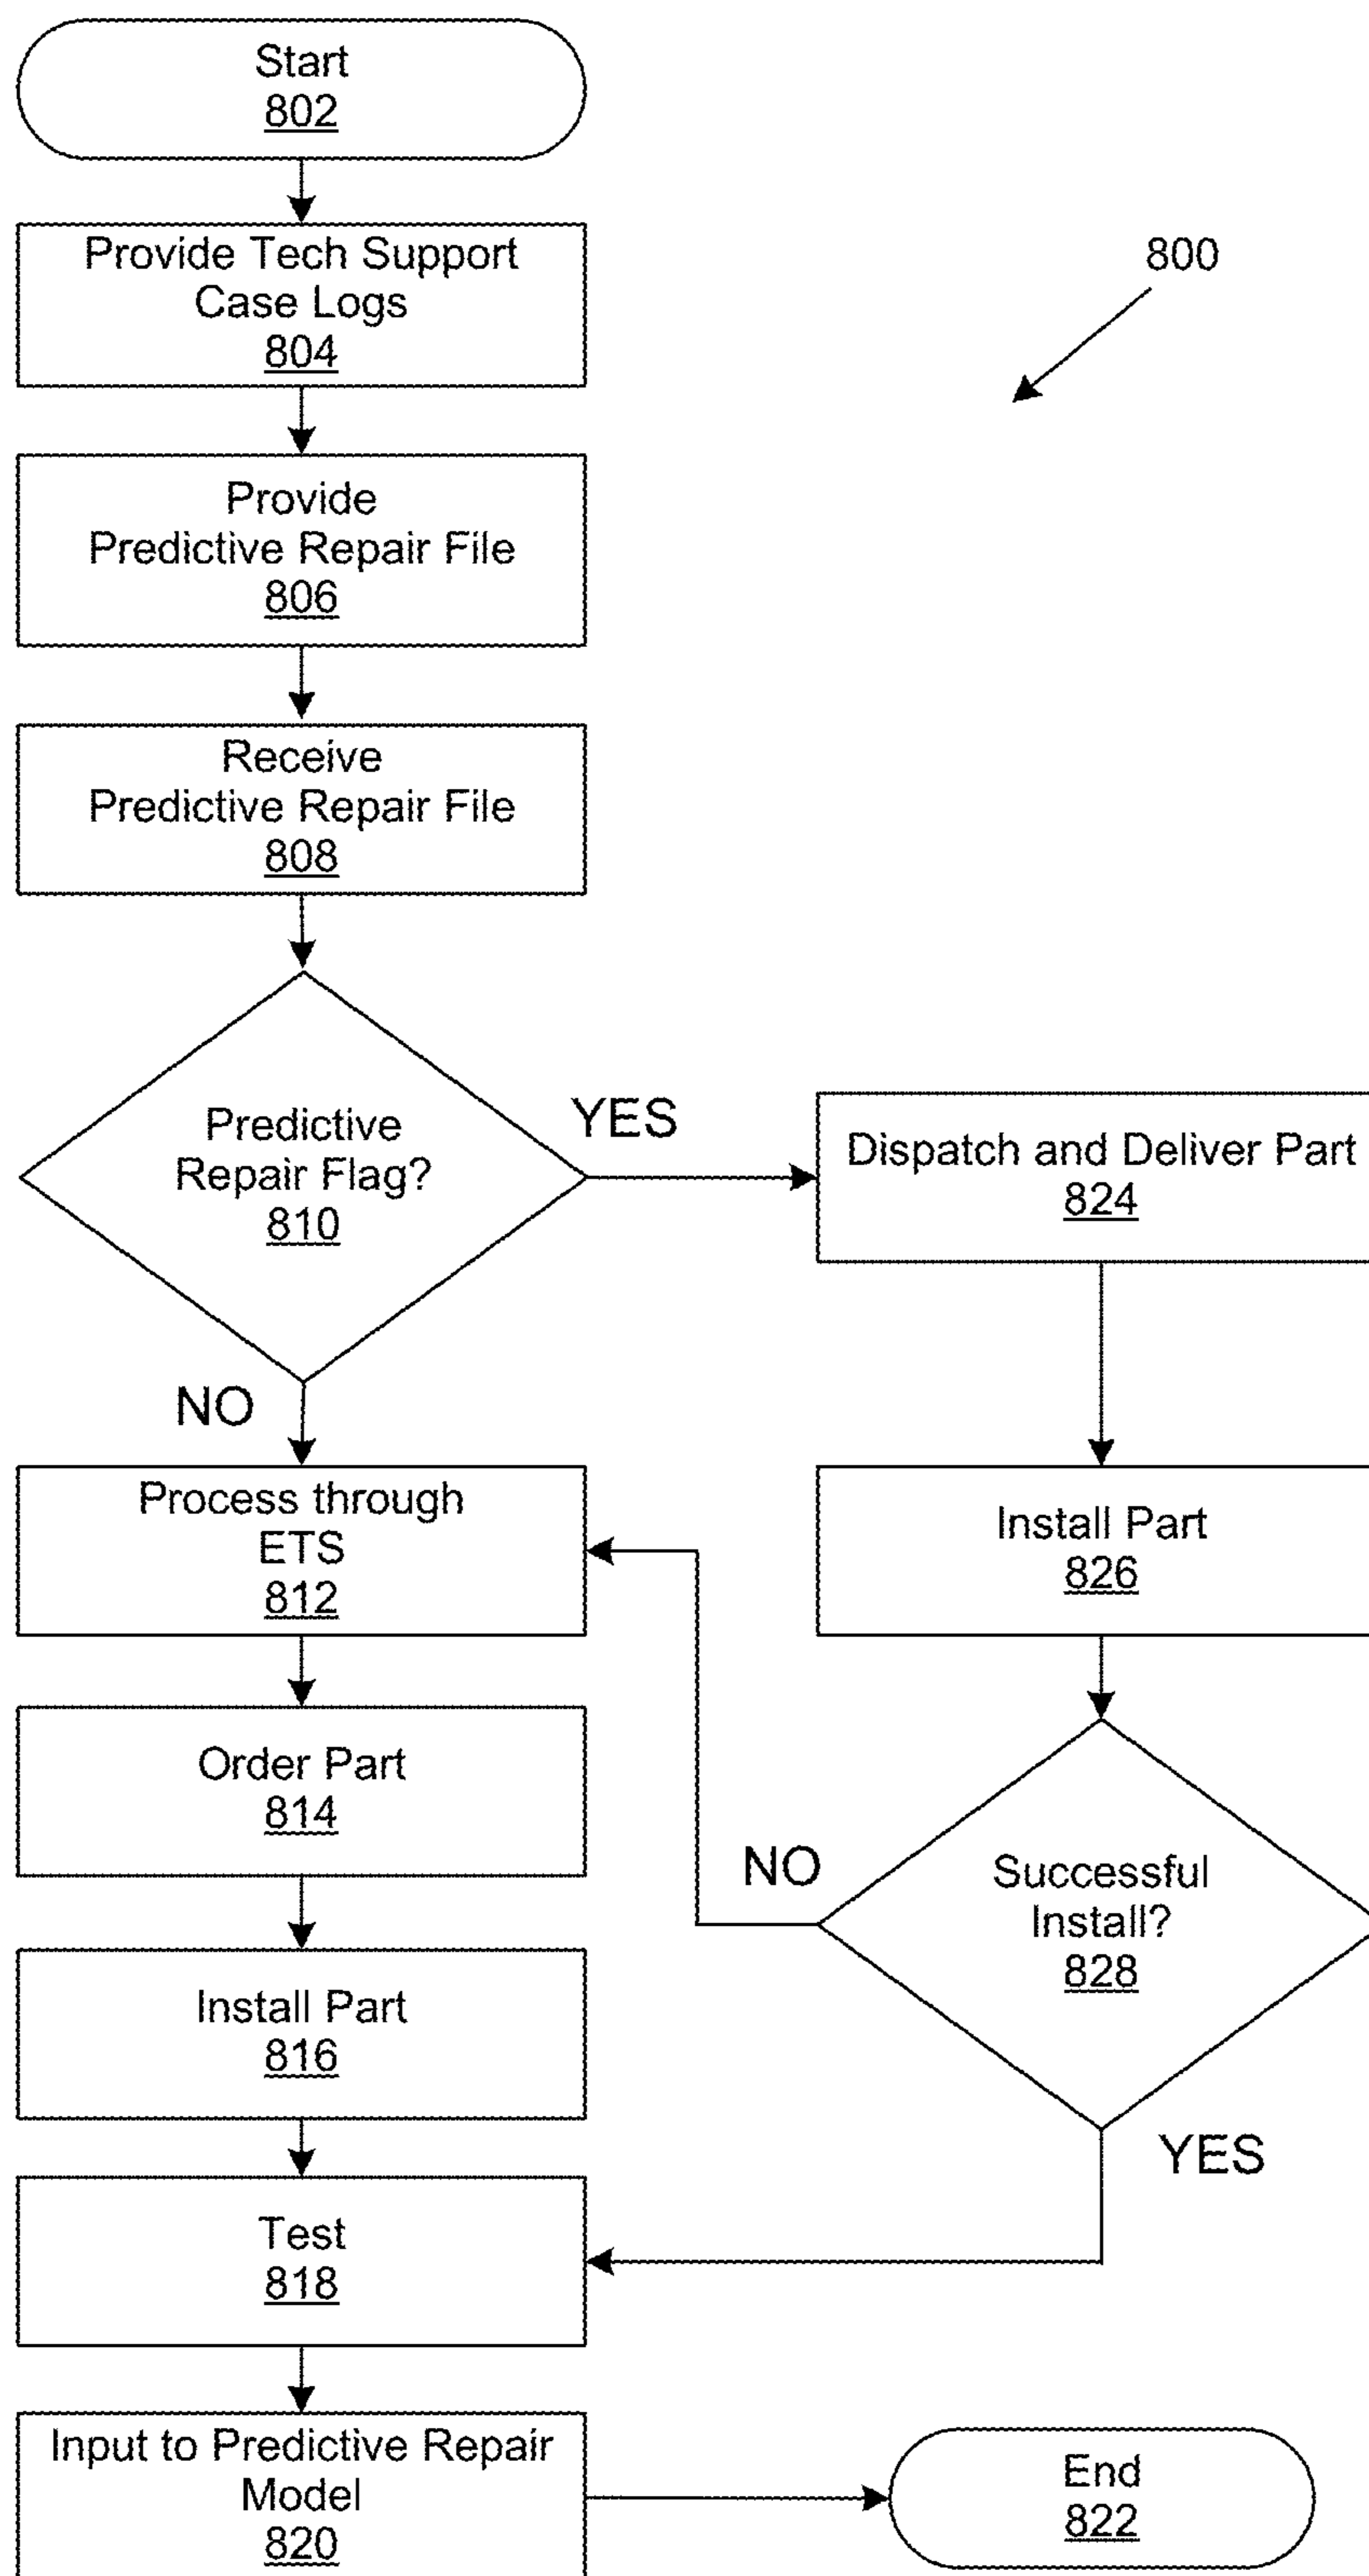 Start
802
Provide Tech Support
Case Logs
804
800
Provide
Predictive Repair File
806
Receive
Predictive Repair File
808
Predictive
Repair Flag?
810
YES
Dispatch and Deliver Part
824
NO
Process through
ETS
812
Install Part
826
Order Part
814
NO
Successful
Install?
828
Install Part
816
YES
Test
818
Input to Predictive Repair
Model
820
End
822